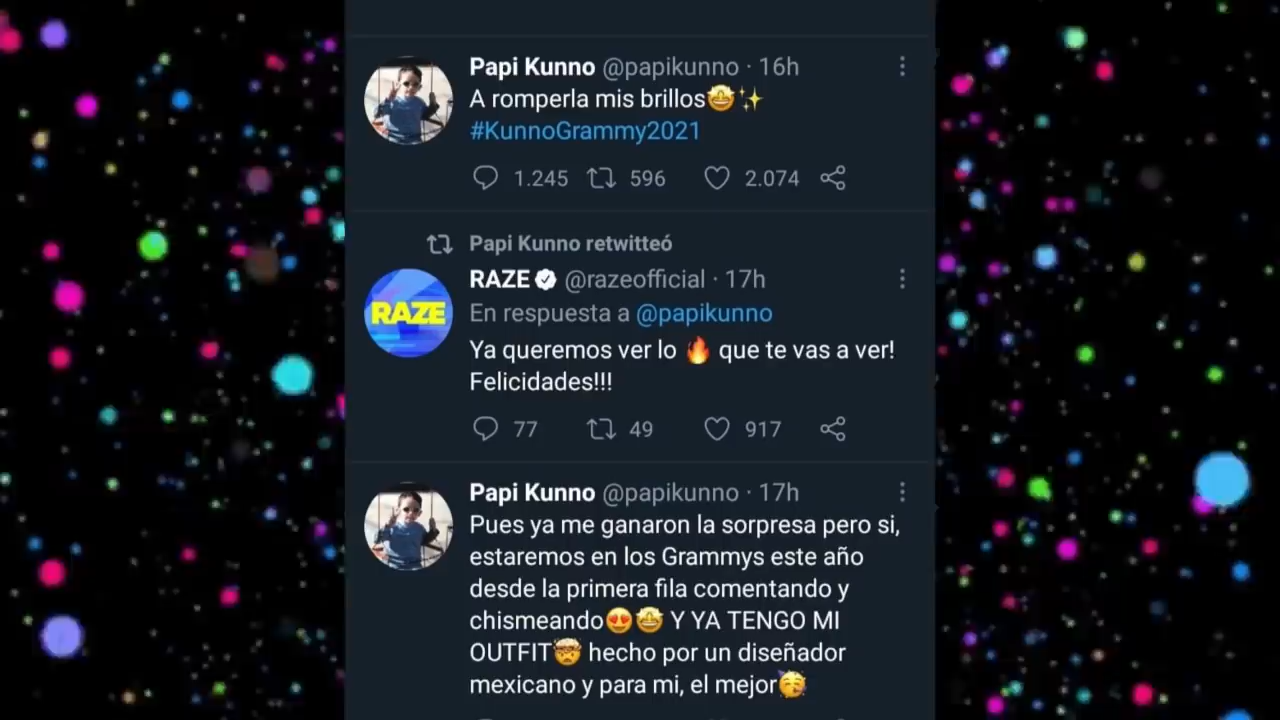 Papi Kunno @papikunno · 16h
A romperla mis brillos🤩✨
#KunnoGrammy2021
1.245 596 2.074
Papi Kunno retwitteó
RAZE @razeofficial · 17h
RAZE
En respuesta a @papikunno
Ya queremos ver lo 🔥 que te vas a ver!
Felicidades!!!
77 49 917
Papi Kunno @papikunno · 17h
Pues ya me ganaron la sorpresa pero si,
estaremos en los Grammys este año
desde la primera fila comentando y
chismeando😍🤩 Y YA TENGO MI
OUTFIT🤯 hecho por un diseñador
mexicano y para mi, el mejor🥳